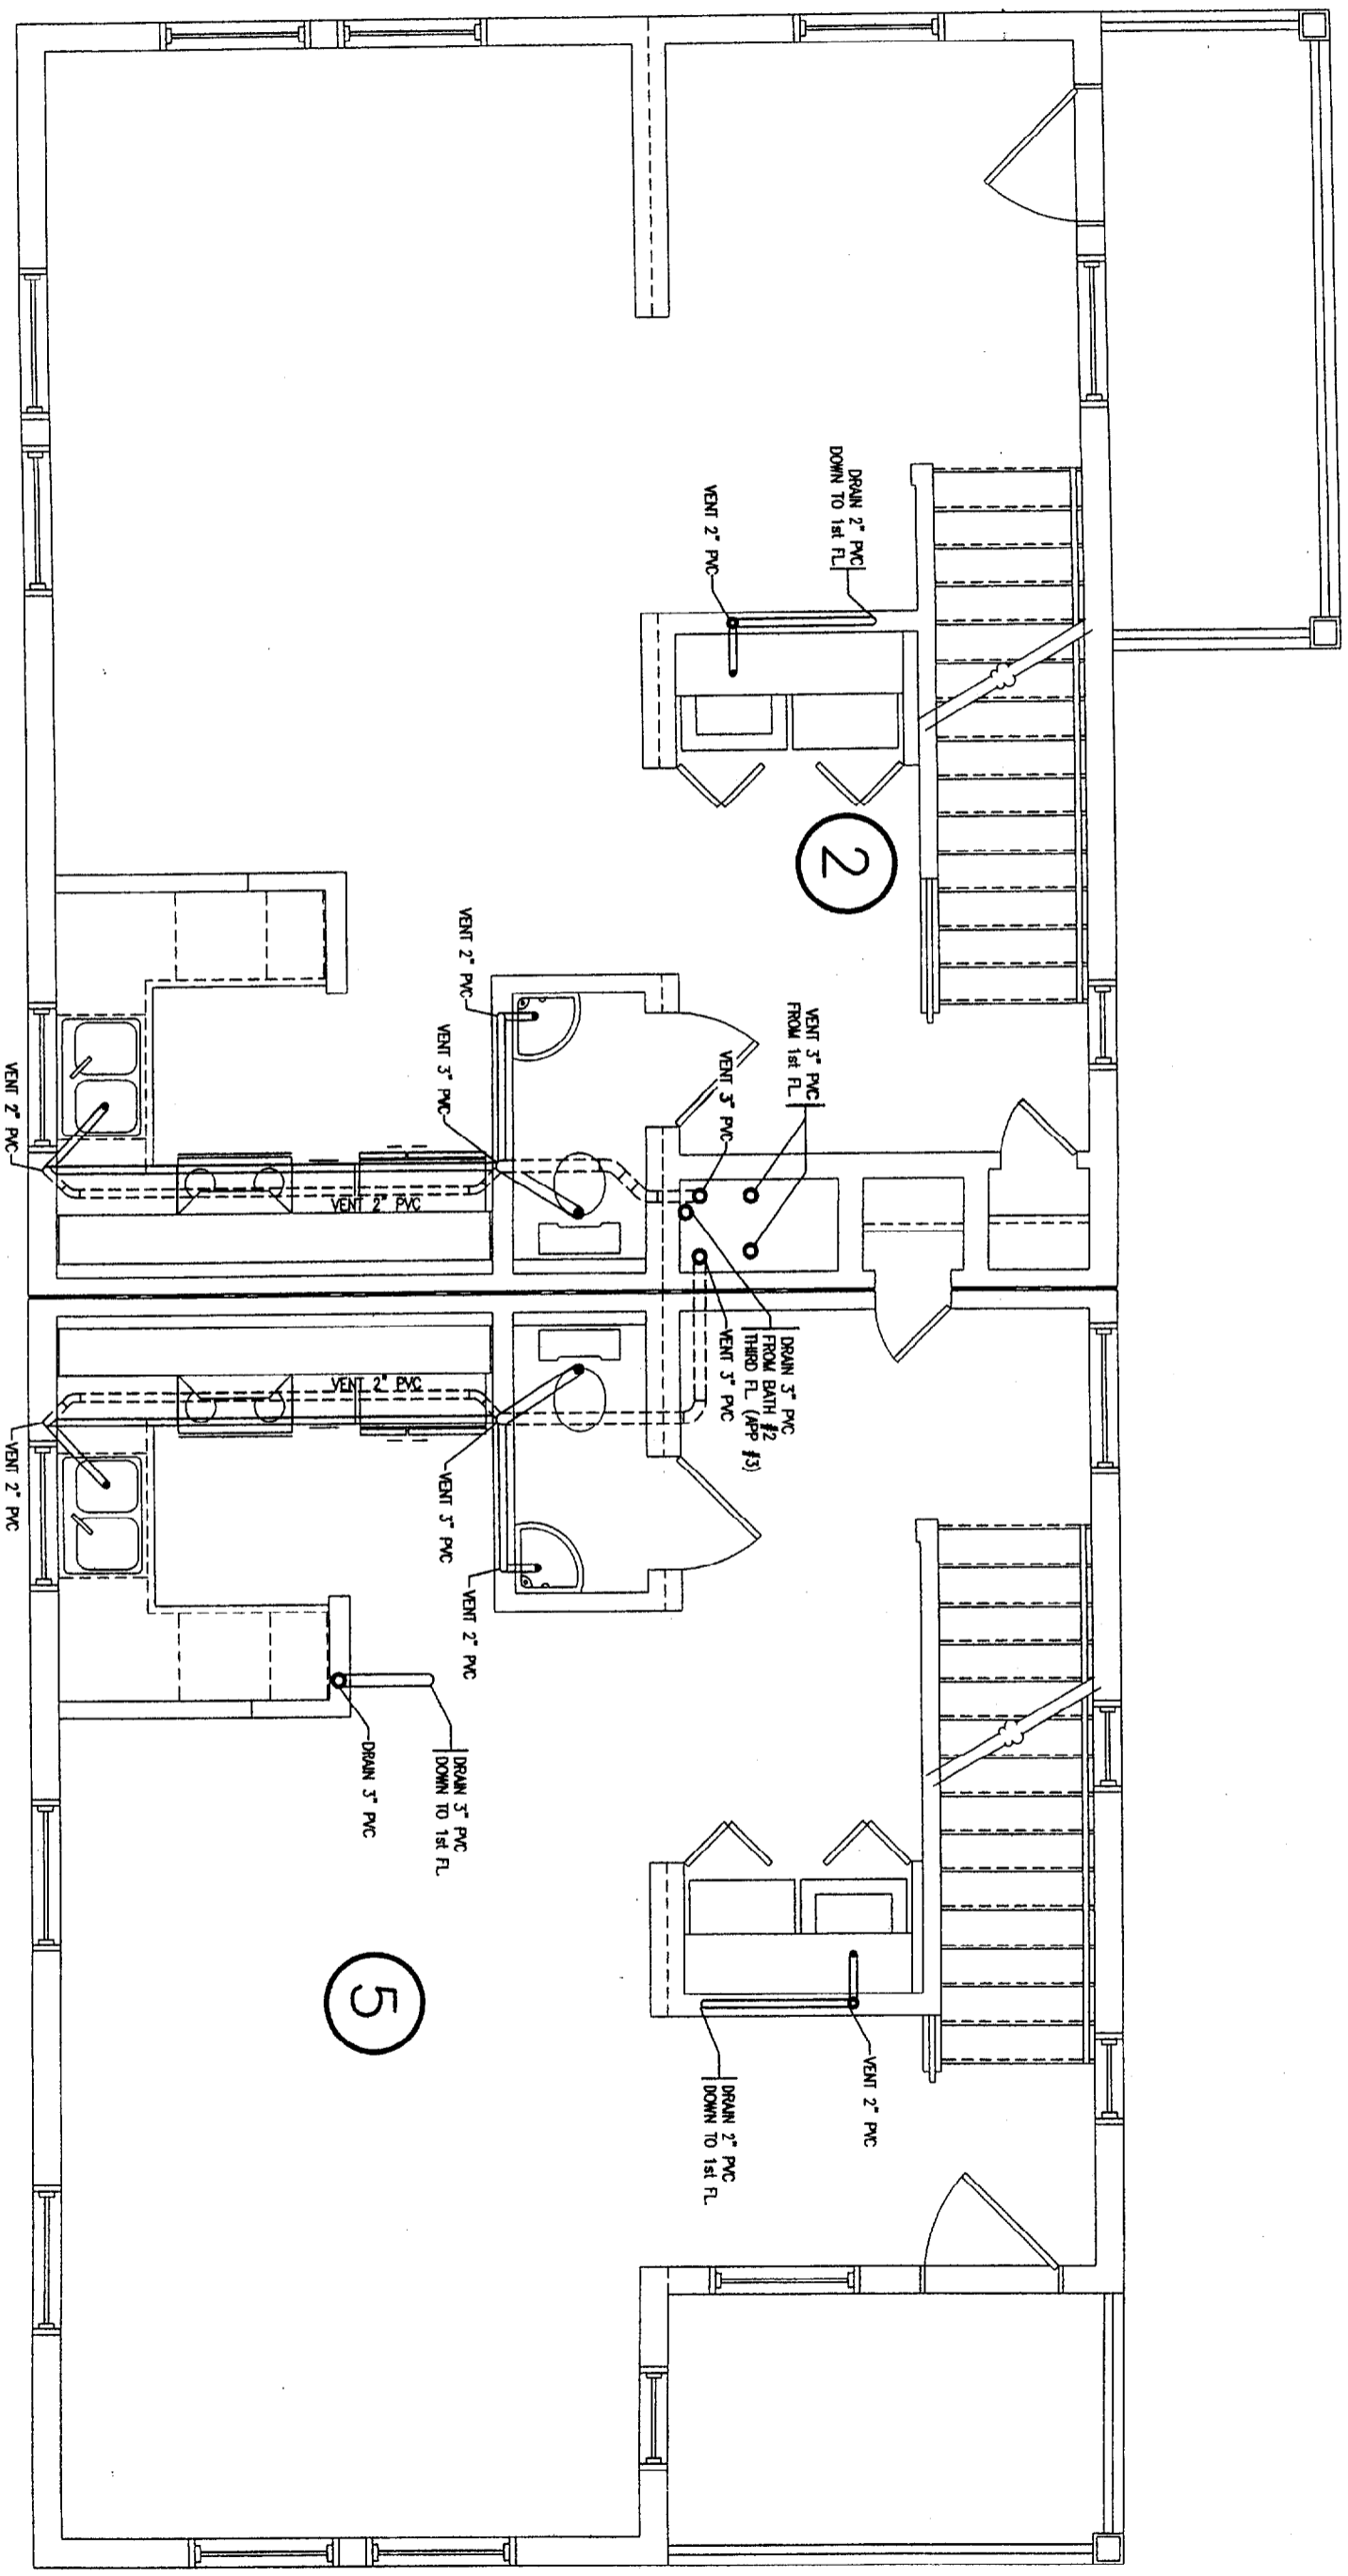 DRAIN 2" PVC
DOWN TO 1st FL
VENT 2" PVC
2
VENT 3" PVC
FROM 1st FL
VENT 3" PVC
VENT 2" PVC
VENT 3" PVC
VENT 2" PVC
VENT 2" PVC
DRAIN 3" PVC
FROM BATH #2
THIRD FL (APP #3)
VENT 3" PVC
VENT 2" PVC
VENT 2" PVC
VENT 3" PVC
VENT 2" PVC
DRAIN 3" PVC
DOWN TO 1st FL
DRAIN 3" PVC
5
VENT 2" PVC
DRAIN 2" PVC
DOWN TO 1st FL